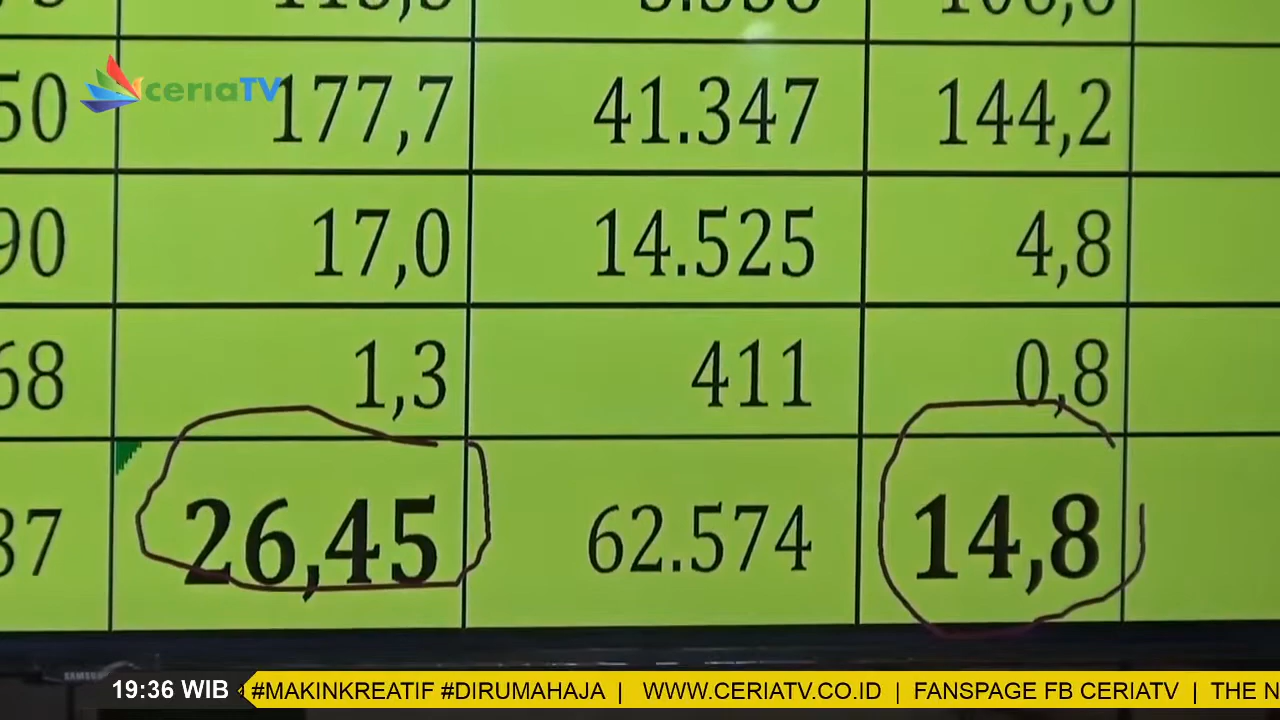 ceriaTV
50 177,7 41.347 144,2
90 17,0 14.525 4,8
68 1,3 411 0,8
37 26,45 62.574 14,8
SAMSUNG
19:36 WIB #MAKINKREATIF #DIRUMAHAJA | WWW.CERIATV.CO.ID | FANSPAGE FB CERIATV | THE N